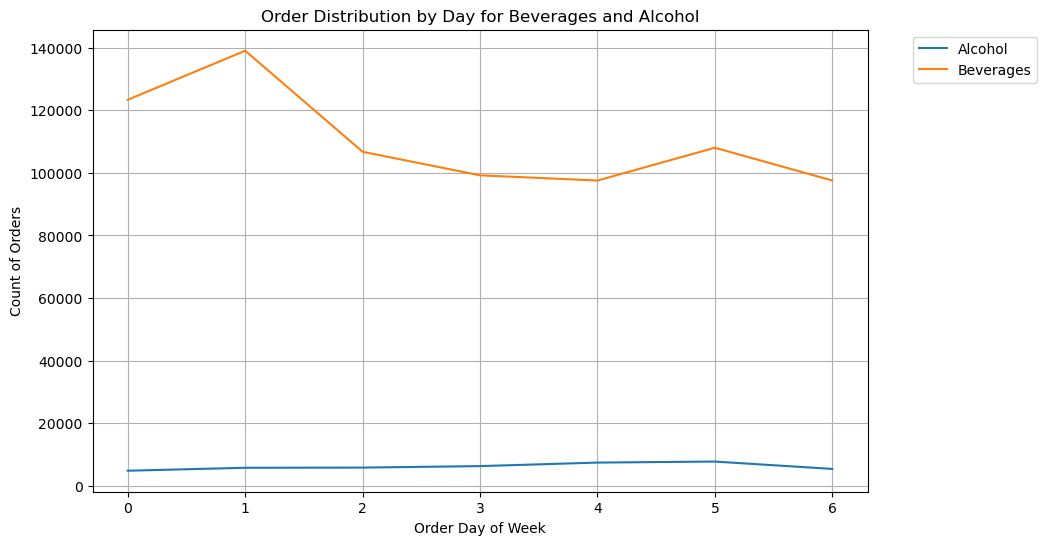 Order Distribution by Day for Beverages and Alcohol
Alcohol
Beverages
Count of Orders
140000
120000
100000
80000
60000
40000
20000
0
0 1 2 3 4 5 6
Order Day of Week